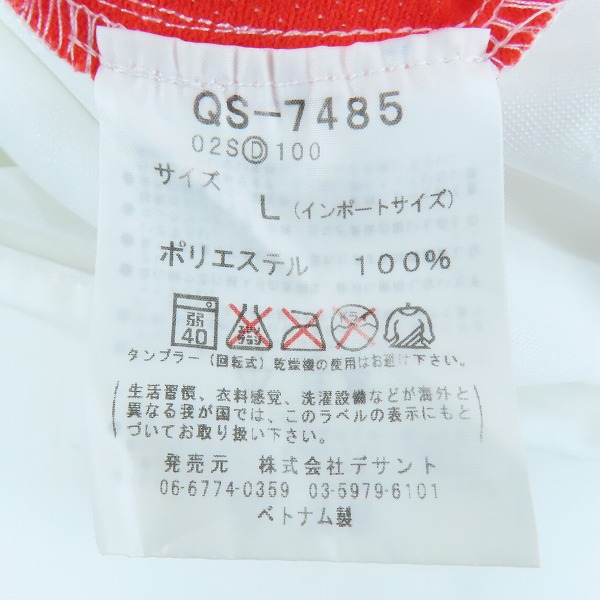 QS-7485
02SⒹ100
サイズ
L (インポートサイズ)
ポリエステル 100%
弱
40
タンブラー(回転式)乾燥機の使用はお避け下さい。
(生活習慣、衣料感覚、洗濯設備などが海外と
異なる我が国では、このラベルの表示にもと
づいてお取り扱い下さい。)
発売元 株式会社デサント
06-6774-0359 03-5979-6101
ベトナム製